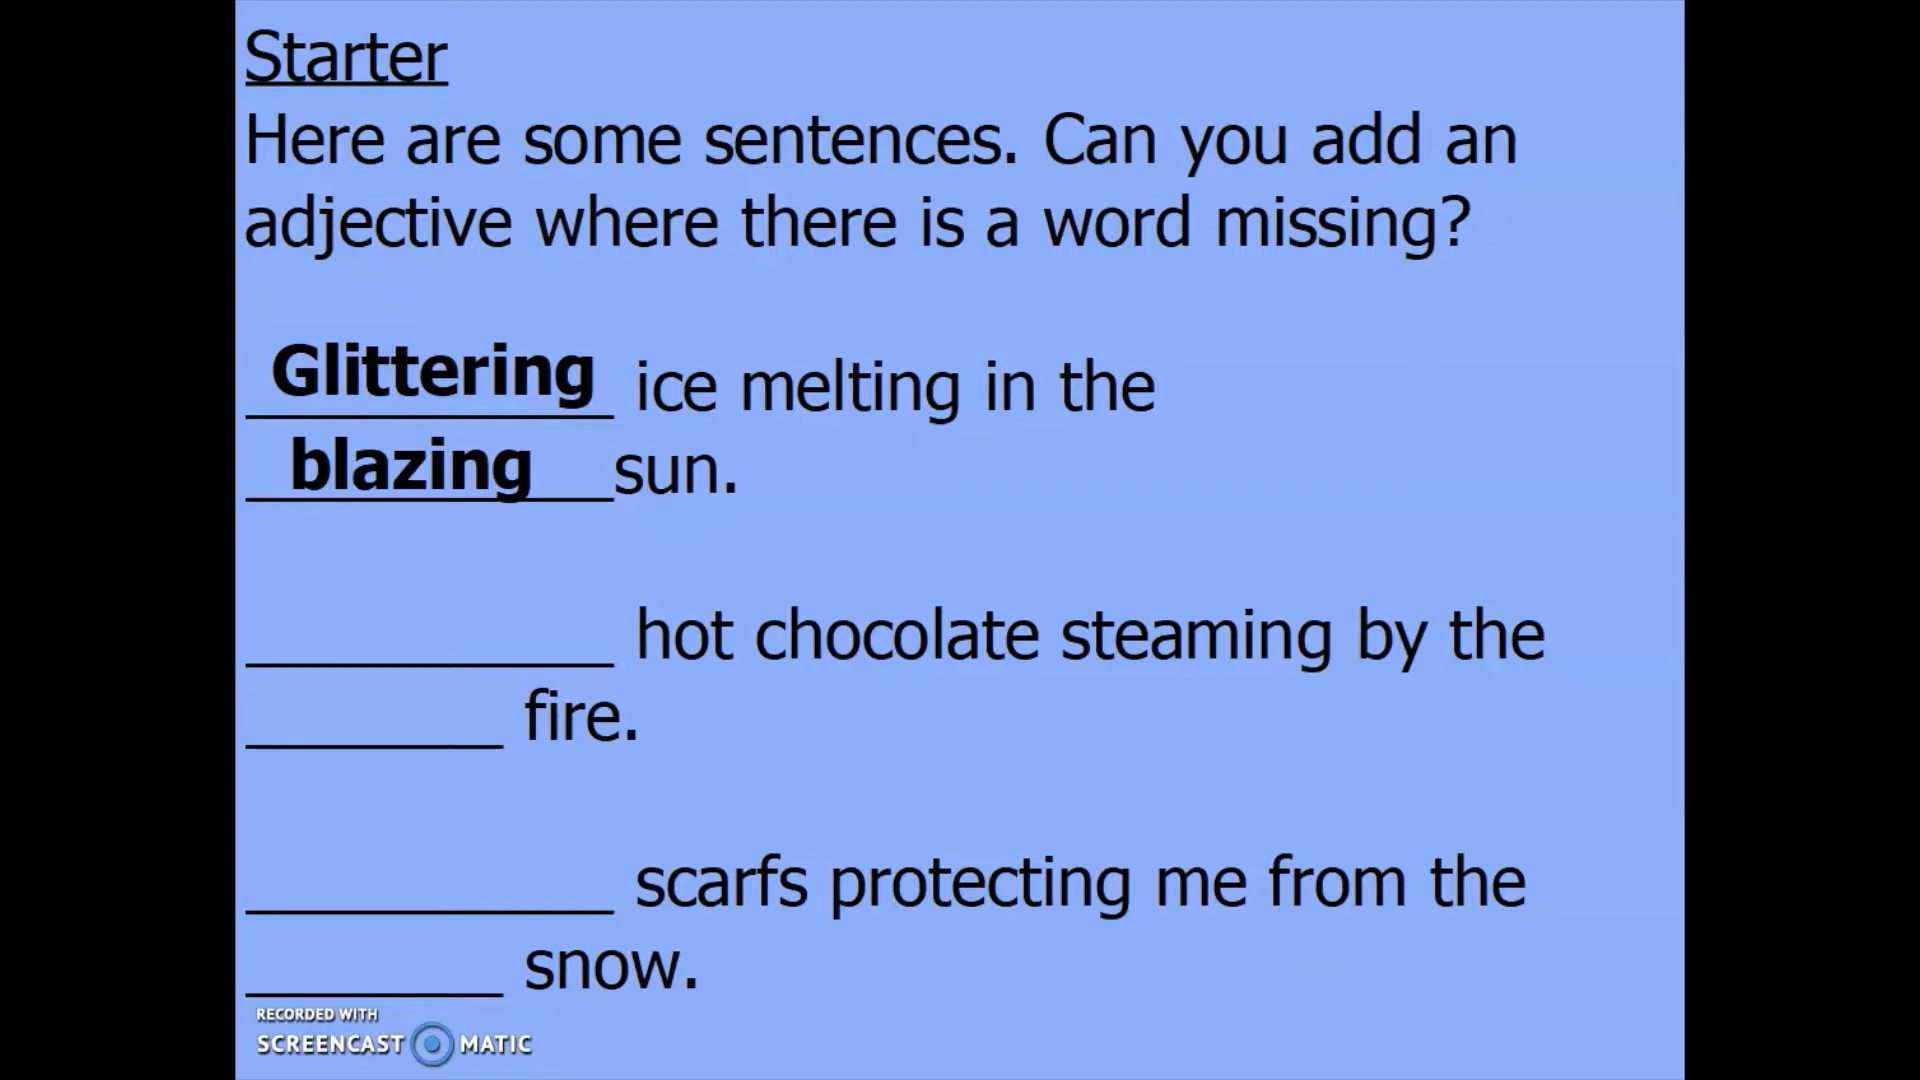 Starter
Here are some sentences. Can you add an
adjective where there is a word missing?
Glittering ice melting in the
blazing sun.
___________ hot chocolate steaming by the
________ fire.
___________ scarfs protecting me from the
________ snow.
RECORDED WITH
SCREENCAST MATIC